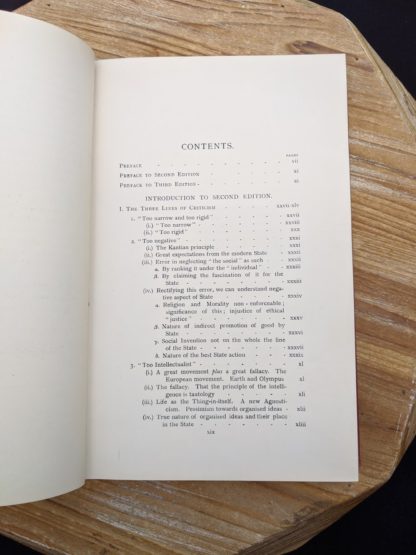 CONTENTS.
PAGES
PREFACE - - - - - - - - vii
PREFACE TO SECOND EDITION - - - - - xi
PREFACE TO THIRD EDITION - - - - - - xi
INTRODUCTION TO SECOND EDITION.
I. THE THREE LINES OF CRITICISM - - - - xxvii-xlv
1. "Too narrow and too rigid" - - - - xxvii
(i.) "Too narrow" - - - - - xxviii
(ii.) "Too rigid" - - - - - xxx
2. "Too negative" - - - - - - xxxi
(i.) The Kantian principle - - - - xxxi
(ii.) Great expectations from the modern State - xxxii
(iii.) Error in neglecting "the social" as such - xxxii
a. By ranking it under the "individual" - - xxxiii
β. By claiming the fascination of it for the
State - - - - - - - xxxiii
(iv.) Rectifying this error, we can understand nega-
tive aspect of State - - - - xxxiv
a. Religion and Morality non-enforceable;
significance of this; injustice of ethical
"justice" - - - - - - xxxv
β. Nature of indirect promotion of good by
State - - - - - - - xxxvii
γ. Social Invention not on the whole the line
of the State - - - - - xxxviii
δ. Nature of the best State action - - - xxxix
3. "Too Intellectualist" - - - - - xl
(i.) A great movement plus a great fallacy. The
European movement. Earth and Olympus xl
(ii.) The fallacy. That the principle of the intelli-
gence is tautology - - - - - xli
(iii.) Life as the Thing-in-itself. A new Agnosti-
cism. Pessimism towards organised ideas - xlii
(iv.) True nature of organised ideas and their place
in the State - - - - - - xliii
xix